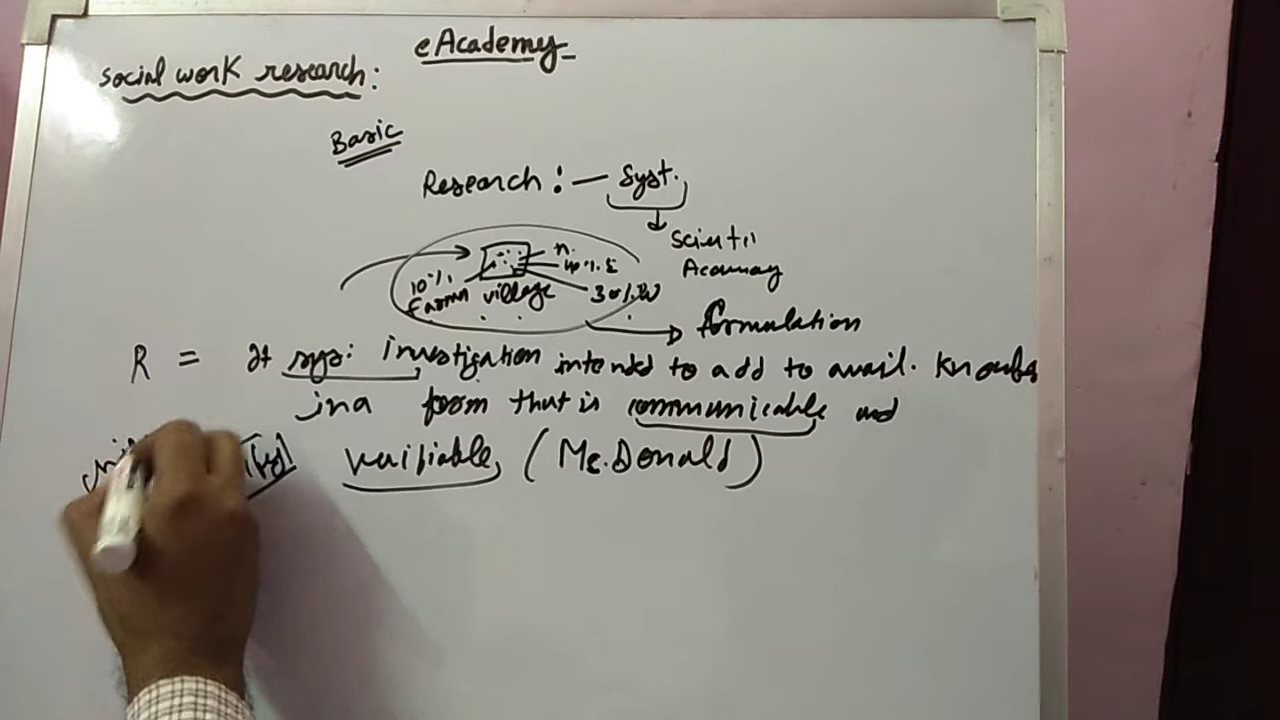 eAcademy
social work research:
Basic
Research : - Syst.
Scienti
Accuracy
n.
10%
40% E
30% W
Farm village
formulation
R = It sys: investigation intended to add to avail. Knowle
in a form that is communicable and
verifiable, (Mc.Donald)